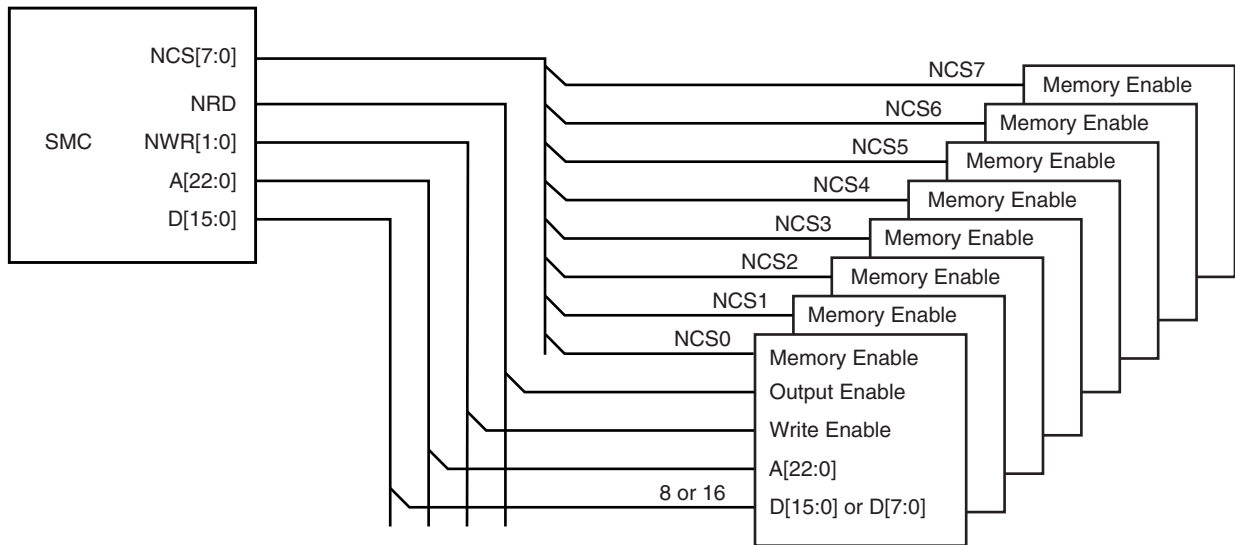 NCS[7:0]
NRD
SMC
NWR[1:0]
A[22:0]
D[15:0]
NCS7
Memory Enable
NCS6
Memory Enable
NCS5
Memory Enable
NCS4
Memory Enable
NCS3
Memory Enable
NCS2
Memory Enable
NCS1
Memory Enable
NCS0
Memory Enable
Output Enable
Write Enable
A[22:0]
8 or 16
D[15:0] or D[7:0]